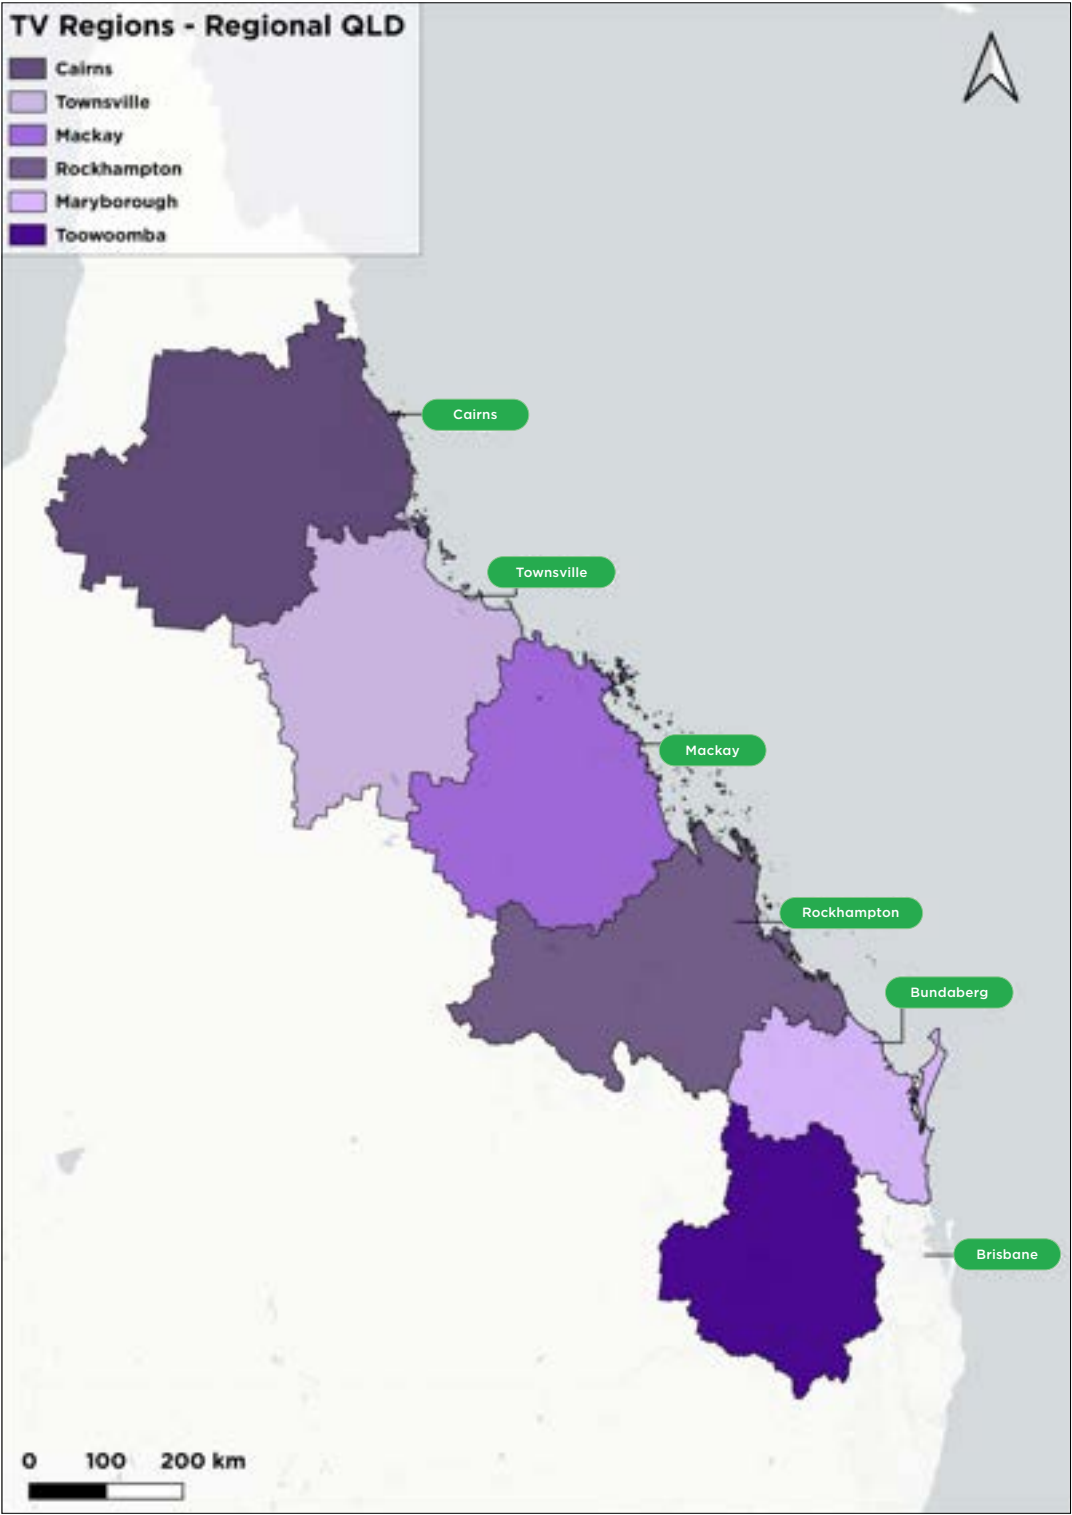 TV Regions - Regional QLD
Cairns
Townsville
Mackay
Rockhampton
Maryborough
Toowoomba
Cairns
Townsville
Mackay
Rockhampton
Bundaberg
Brisbane
0 100 200 km